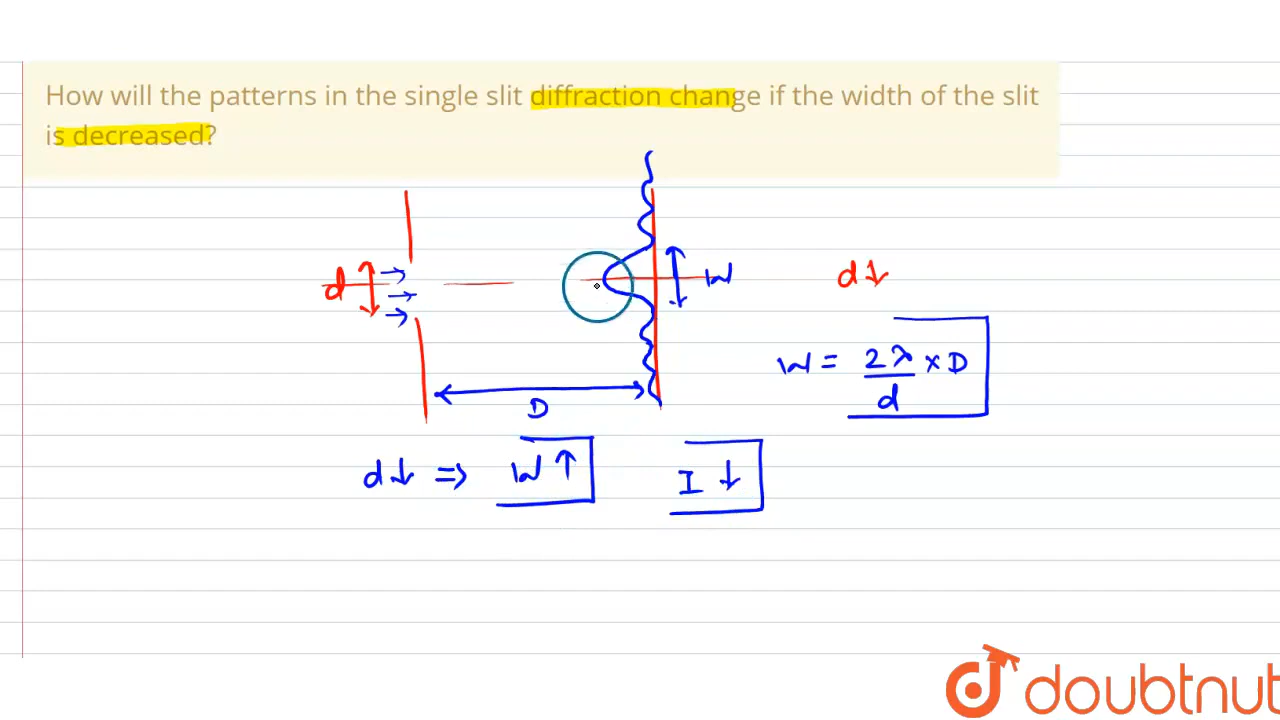 How will the patterns in the single slit diffraction change if the width of the slit
is decreased?
d
W
d↓
W = 2λ/d × D
D
d↓ => W↑
I↓
doubtnut